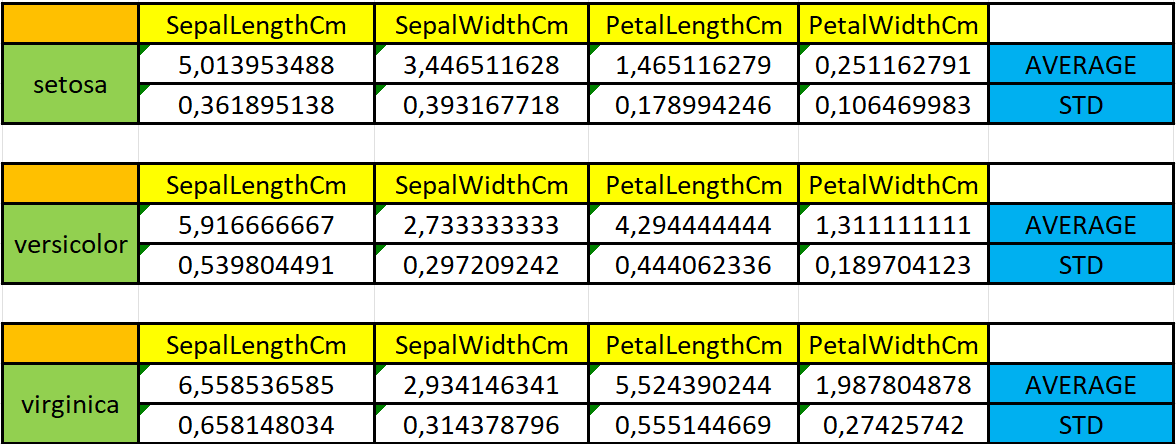 SepalLengthCm SepalWidthCm PetalLengthCm PetalWidthCm
setosa 5,013953488 3,446511628 1,465116279 0,251162791 AVERAGE
0,361895138 0,393167718 0,178994246 0,106469983 STD
SepalLengthCm SepalWidthCm PetalLengthCm PetalWidthCm
versicolor 5,916666667 2,733333333 4,294444444 1,311111111 AVERAGE
0,539804491 0,297209242 0,444062336 0,189704123 STD
SepalLengthCm SepalWidthCm PetalLengthCm PetalWidthCm
virginica 6,558536585 2,934146341 5,524390244 1,987804878 AVERAGE
0,658148034 0,314378796 0,555144669 0,27425742 STD